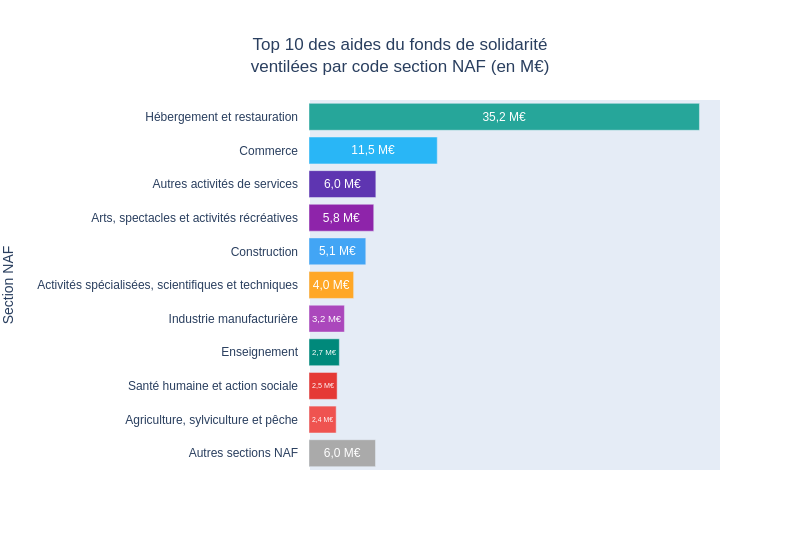 Top 10 des aides du fonds de solidarité
ventilées par code section NAF (en M€)
Section NAF
Hébergement et restauration 35,2 M€
Commerce 11,5 M€
Autres activités de services 6,0 M€
Arts, spectacles et activités récréatives 5,8 M€
Construction 5,1 M€
Activités spécialisées, scientifiques et techniques 4,0 M€
Industrie manufacturière 3,2 M€
Enseignement 2,7 M€
Santé humaine et action sociale 2,5 M€
Agriculture, sylviculture et pêche 2,4 M€
Autres sections NAF 6,0 M€